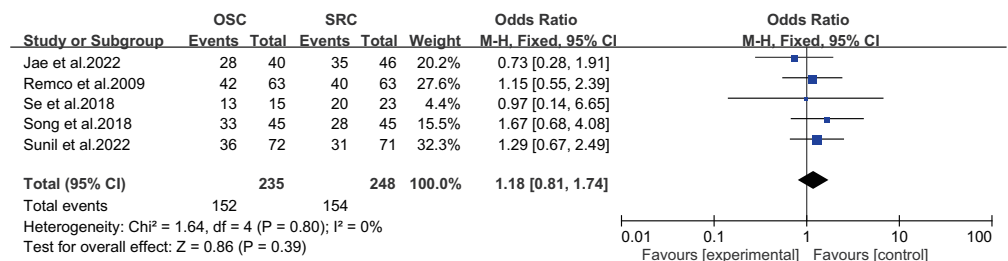 OSC SRC Odds Ratio Odds Ratio
Study or Subgroup Events Total Events Total Weight M-H, Fixed, 95% CI M-H, Fixed, 95% CI
Jae et al.2022 28 40 35 46 20.2% 0.73 [0.28, 1.91]
Remco et al.2009 42 63 40 63 27.6% 1.15 [0.55, 2.39]
Se et al.2018 13 15 20 23 4.4% 0.97 [0.14, 6.65]
Song et al.2018 33 45 28 45 15.5% 1.67 [0.68, 4.08]
Sunil et al.2022 36 72 31 71 32.3% 1.29 [0.67, 2.49]
Total (95% CI) 235 248 100.0% 1.18 [0.81, 1.74]
Total events 152 154
Heterogeneity: Chi² = 1.64, df = 4 (P = 0.80); I² = 0%
Test for overall effect: Z = 0.86 (P = 0.39)
0.01 0.1 1 10 100
Favours [experimental] Favours [control]